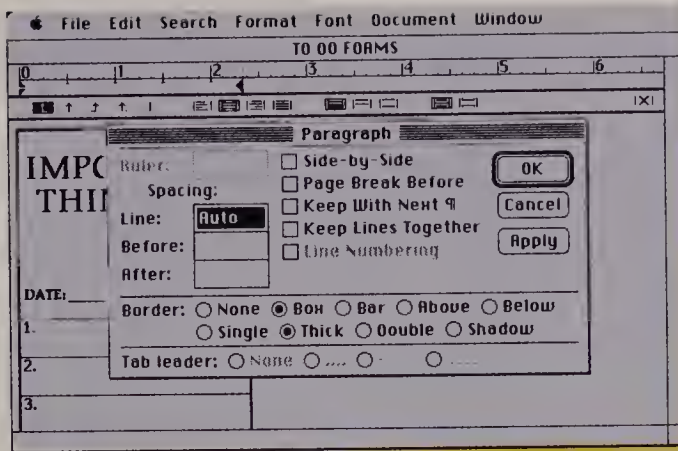 File Edit Search Format Font Document Window
TO DO FORMS
0 1 2 3 4 5 6
Paragraph
IMPO
THIN
DATE:
1.
2.
3.
Ruler:
Spacing:
Line: Auto
Before:
After:
Side-by-Side
Page Break Before
Keep With Next ¶
Keep Lines Together
Line Numbering
OK
Cancel
Apply
Border: None Box Bar Above Below
Single Thick Double Shadow
Tab leader: None .... - ....